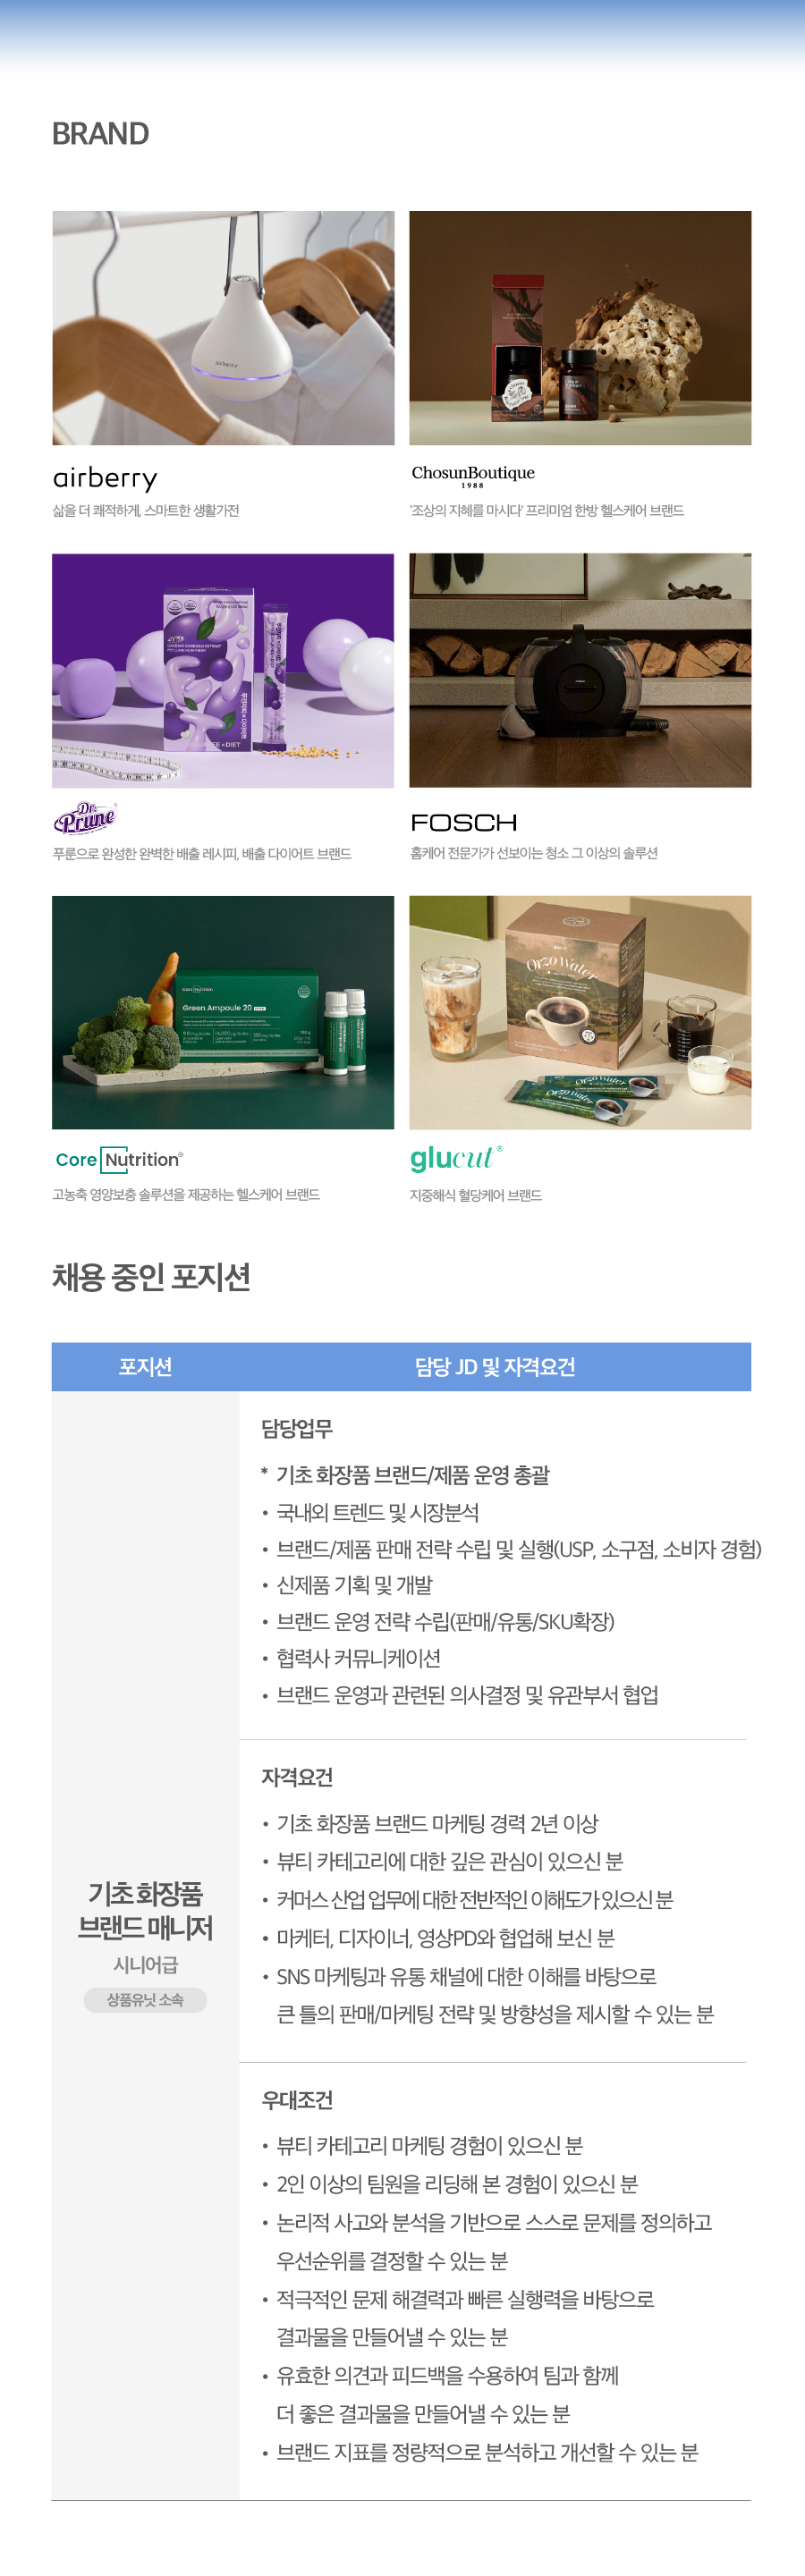 BRAND
airberry
airberry
삶을 더 쾌적하게, 스마트한 생활가전
ChosunBoutique
1988
'조상의 지혜를 마시다' 프리미엄 한방 헬스케어 브랜드
DIET
Dr. Prune®
푸룬으로 완성한 완벽한 배출 레시피, 배출 다이어트 브랜드
FOSCH
홈케어 전문가가 선보이는 청소 그 이상의 솔루션
Core Nutrition
Green Ampoule 20
Core Nutrition®
고농축 영양보충 솔루션을 제공하는 헬스케어 브랜드
Orzo Water
Orzo Water
glucut®
지중해식 혈당케어 브랜드
채용 중인 포지션
포지션
담당 JD 및 자격요건
기초 화장품
브랜드 매니저
시니어급
상품유닛 소속
담당업무
* 기초 화장품 브랜드/제품 운영 총괄
• 국내외 트렌드 및 시장분석
• 브랜드/제품 판매 전략 수립 및 실행(USP, 소구점, 소비자 경험)
• 신제품 기획 및 개발
• 브랜드 운영 전략 수립(판매/유통/SKU확장)
• 협력사 커뮤니케이션
• 브랜드 운영과 관련된 의사결정 및 유관부서 협업
자격요건
• 기초 화장품 브랜드 마케팅 경력 2년 이상
• 뷰티 카테고리에 대한 깊은 관심이 있으신 분
• 커머스 산업 업무에 대한 전반적인 이해도가 있으신 분
• 마케터, 디자이너, 영상PD와 협업해 보신 분
• SNS 마케팅과 유통 채널에 대한 이해를 바탕으로
큰 틀의 판매/마케팅 전략 및 방향성을 제시할 수 있는 분
우대조건
• 뷰티 카테고리 마케팅 경험이 있으신 분
• 2인 이상의 팀원을 리딩해 본 경험이 있으신 분
• 논리적 사고와 분석을 기반으로 스스로 문제를 정의하고
우선순위를 결정할 수 있는 분
• 적극적인 문제 해결력과 빠른 실행력을 바탕으로
결과물을 만들어낼 수 있는 분
• 유효한 의견과 피드백을 수용하여 팀과 함께
더 좋은 결과물을 만들어낼 수 있는 분
• 브랜드 지표를 정량적으로 분석하고 개선할 수 있는 분